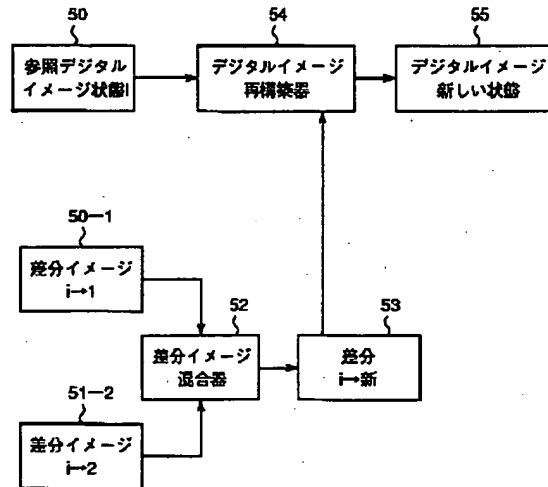 50
参照デジタル
イメージ状態i
54
デジタルイメージ
再構築器
55
デジタルイメージ
新しい状態
50―1
差分イメージ
i→1
52
差分イメージ
混合器
53
差分
i→新
51―2
差分イメージ
i→2